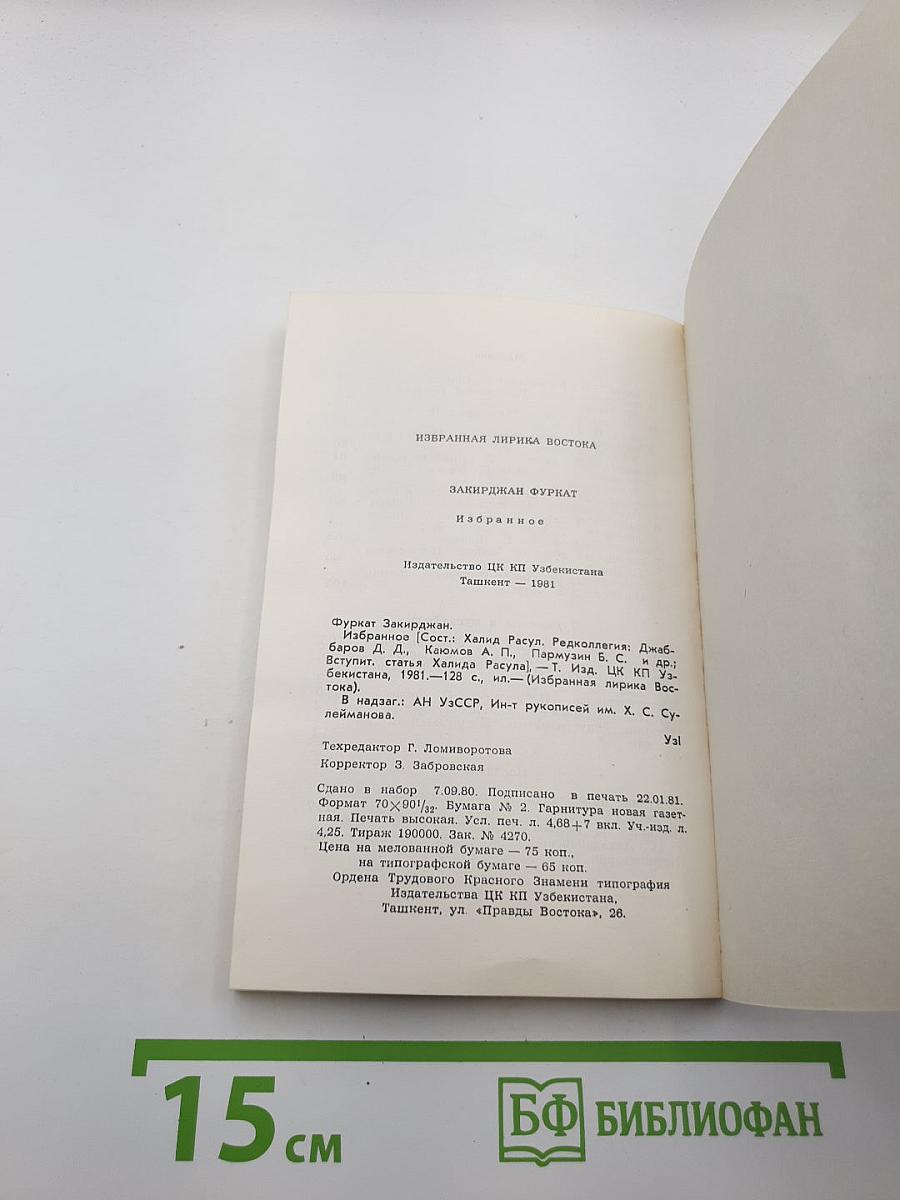 ИЗБРАННАЯ ЛИРИКА ВОСТОКА
ЗАКИРДЖАН ФУРКАТ
Избранное
Издательство ЦК КП Узбекистана
Ташкент — 1981
Фуркат Закирджан.
Избранное [Сост.: Халид Расул. Редколлегия: Джаб-
баров Д. Д., Каюмов А. П., Пармузин Б. С. и др.;
Вступит. статья Халида Расула]. — Т. Изд. ЦК КП Уз-
бекистана, 1981.—128 с., ил.— (Избранная лирика Вос-
тока).
В надзаг.: АН УзССР, Ин-т рукописей им. Х. С. Су-
лейманова.
Уз1
Техредактор Г. Ломиворотова
Корректор З. Забровская
Сдано в набор 7.09.80. Подписано в печать 22.01.81.
Формат 70×90¹/₃₂. Бумага № 2. Гарнитура новая газет-
ная. Печать высокая. Усл. печ. л. 4,68+7 вкл. Уч.-изд. л.
4,25. Тираж 190000. Зак. № 4270.
Цена на мелованной бумаге — 75 коп.,
на типографской бумаге — 65 коп.
Ордена Трудового Красного Знамени типография
Издательства ЦК КП Узбекистана,
Ташкент, ул. «Правды Востока», 26.
15 см
БФ БИБЛИОФАН